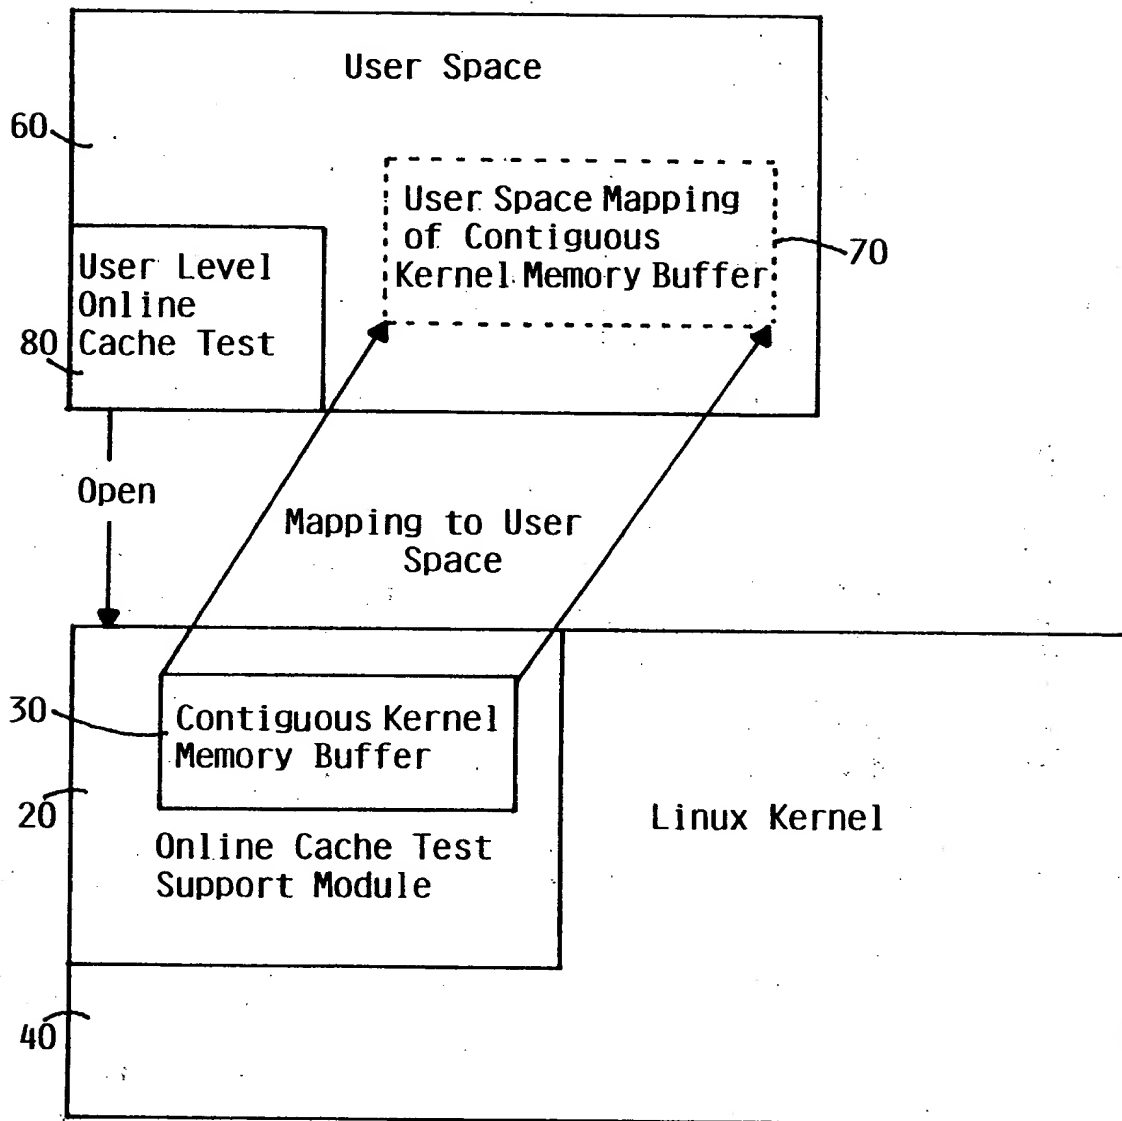 User Space
60
User Space Mapping
of Contiguous
Kernel Memory Buffer
70
User Level
Online
Cache Test
80
Open
Mapping to User
Space
30
Contiguous Kernel
Memory Buffer
20
Linux Kernel
Online Cache Test
Support Module
40